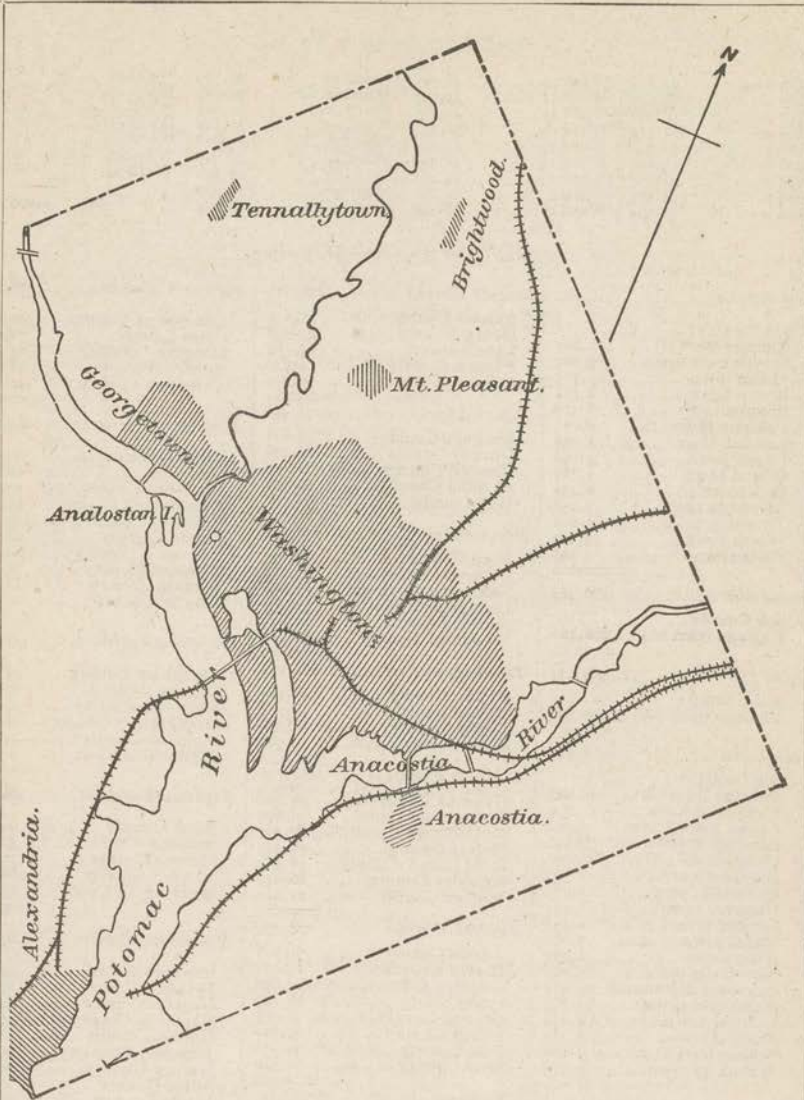 N
Tennallytown.
Brightwood.
Georgetown
Mt. Pleasant.
Analostan I.
Washington
River
River
Anacostia
Anacostia.
Alexandria.
Potomac